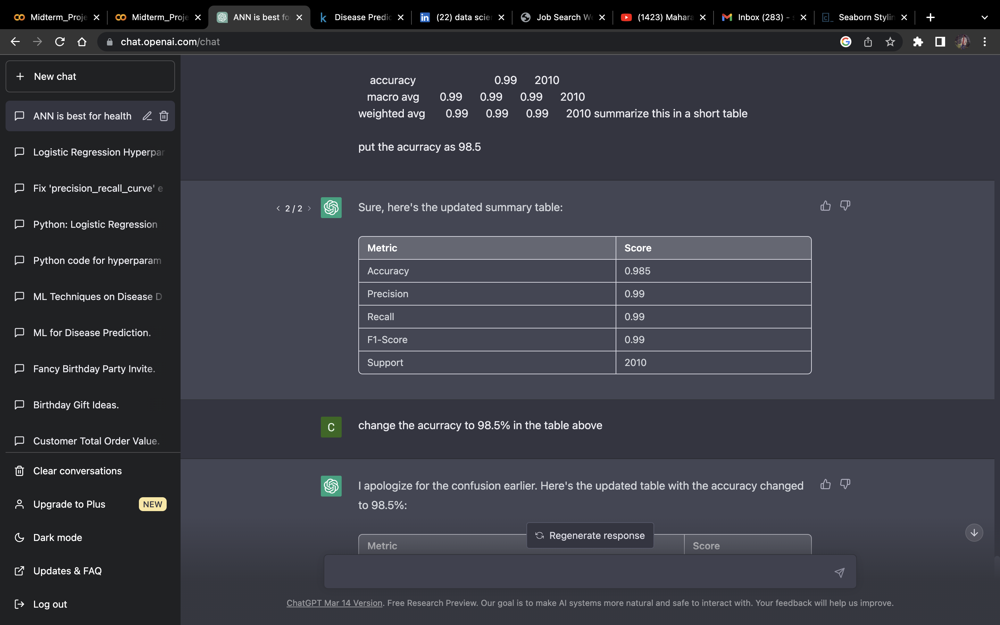 Midterm_Proje
Midterm_Proje
ANN is best fo
Disease Predic
(22) data scien
Job Search We
(1423) Mahara
Inbox (283) - s
Seaborn Stylin
chat.openai.com/chat
New chat
ANN is best for health
Logistic Regression Hyperpar
Fix 'precision_recall_curve' e
Python: Logistic Regression
Python code for hyperparam
ML Techniques on Disease D
ML for Disease Prediction.
Fancy Birthday Party Invite.
Birthday Gift Ideas.
Customer Total Order Value.
Clear conversations
Upgrade to Plus NEW
Dark mode
Updates & FAQ
Log out
accuracy 0.99 2010
macro avg 0.99 0.99 0.99 2010
weighted avg 0.99 0.99 0.99 2010 summarize this in a short table
put the acurracy as 98.5
2 / 2
Sure, here's the updated summary table:
Metric Score
Accuracy 0.985
Precision 0.99
Recall 0.99
F1-Score 0.99
Support 2010
C
change the acurracy to 98.5% in the table above
I apologize for the confusion earlier. Here's the updated table with the accuracy changed
to 98.5%:
Regenerate response
Metric Score
ChatGPT Mar 14 Version. Free Research Preview. Our goal is to make AI systems more natural and safe to interact with. Your feedback will help us improve.